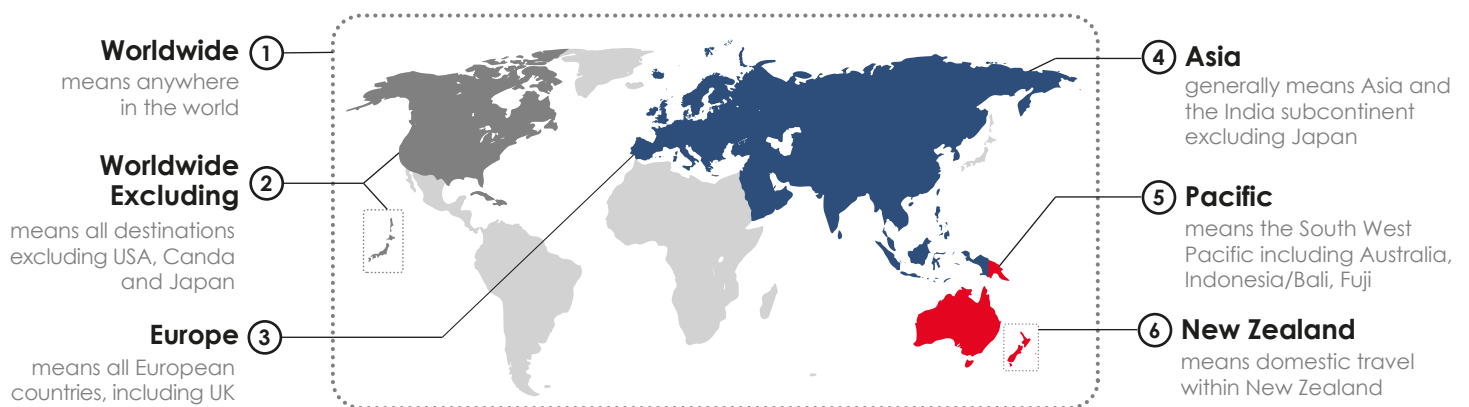 Worldwide 1
means anywhere
in the world
Worldwide
Excluding 2
means all destinations
excluding USA, Canda
and Japan
Europe 3
means all European
countries, including UK
4 Asia
generally means Asia and
the India subcontinent
excluding Japan
5 Pacific
means the South West
Pacific including Australia,
Indonesia/Bali, Fuji
6 New Zealand
means domestic travel
within New Zealand